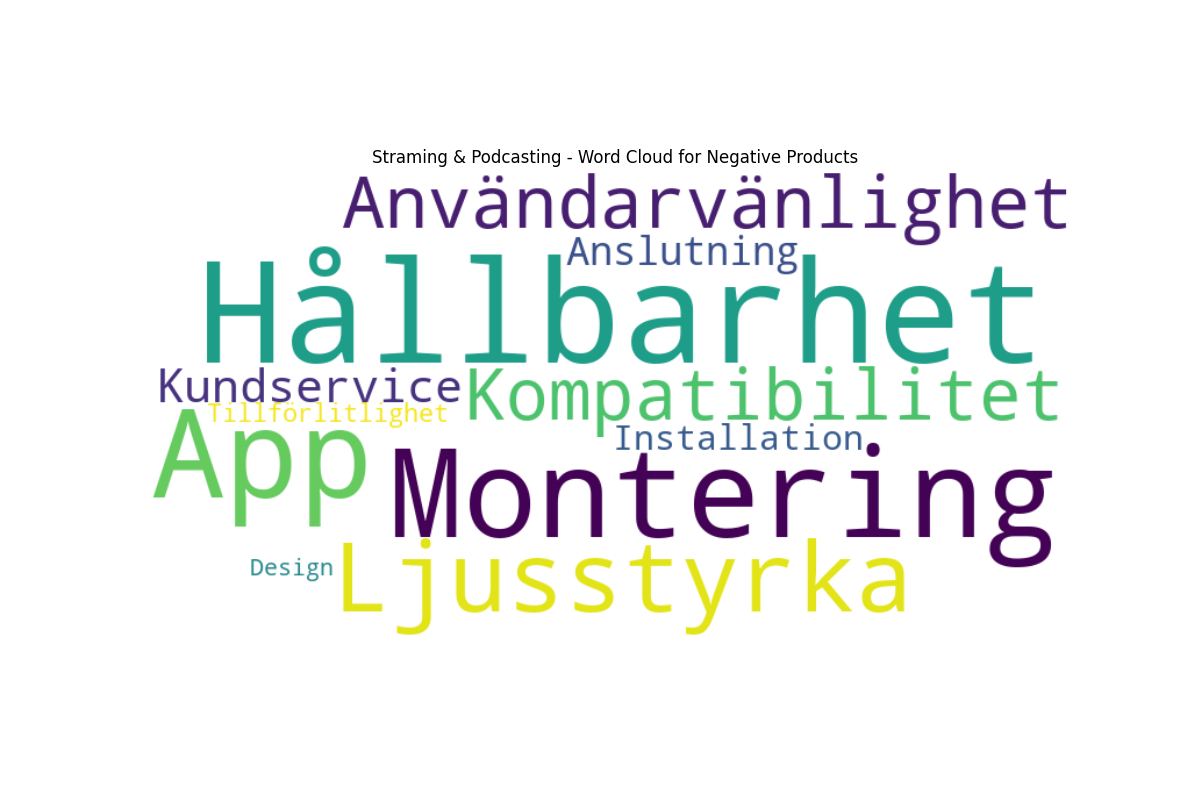 Straming & Podcasting - Word Cloud for Negative Products
Användarvänlighet
Anslutning
Hållbarhet
Kundservice
Kompatibilitet
Tillförlitlighet
App
Installation
Montering
Design
Ljusstyrka